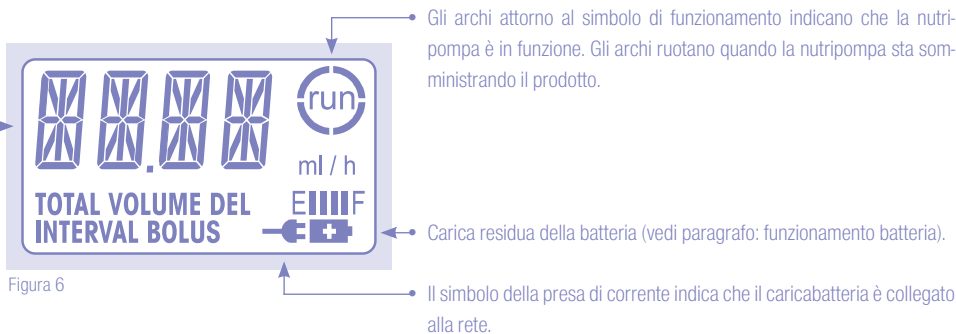 Gli archi attorno al simbolo di funzionamento indicano che la nutri-
pompa è in funzione. Gli archi ruotano quando la nutripompa sta som-
ministrando il prodotto.
run
ml / h
TOTAL VOLUME DEL
E F
INTERVAL BOLUS
Carica residua della batteria (vedi paragrafo: funzionamento batteria).
Figura 6
Il simbolo della presa di corrente indica che il caricabatteria è collegato
alla rete.